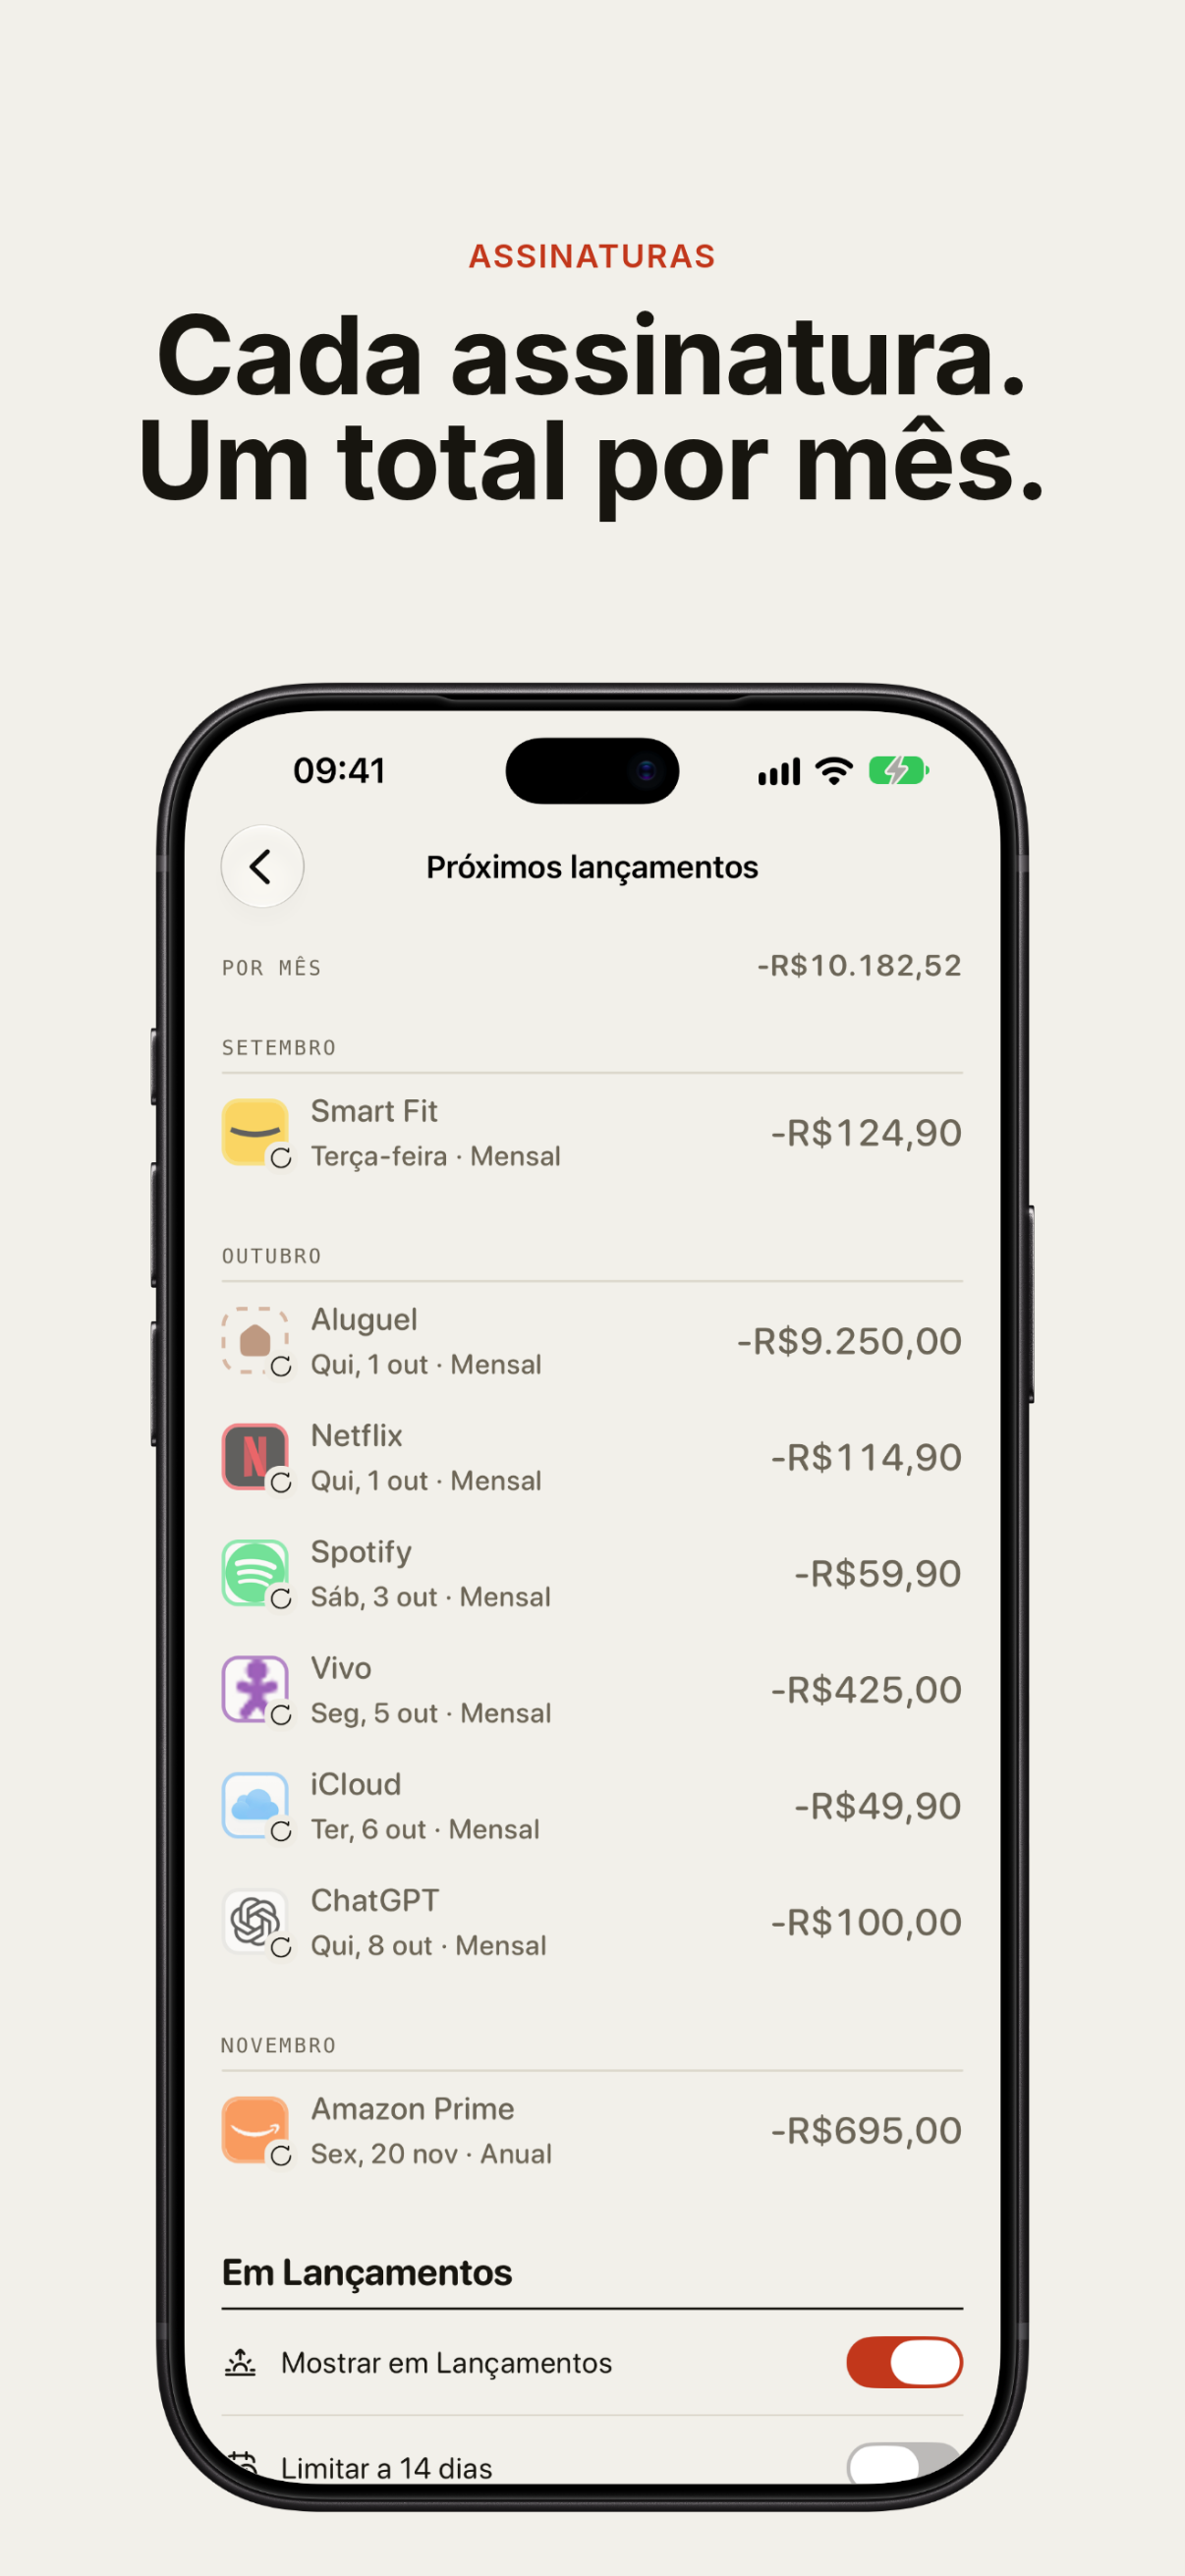 ASSINATURAS
Cada assinatura.
Um total por mês.
09:41
Próximos lançamentos
POR MÊS -R$10.182,52
SETEMBRO
Smart Fit
Terça-feira · Mensal
-R$124,90
OUTUBRO
Aluguel
Qui, 1 out · Mensal
-R$9.250,00
N
Netflix
Qui, 1 out · Mensal
-R$114,90
Spotify
Sáb, 3 out · Mensal
-R$59,90
Vivo
Seg, 5 out · Mensal
-R$425,00
iCloud
Ter, 6 out · Mensal
-R$49,90
ChatGPT
Qui, 8 out · Mensal
-R$100,00
NOVEMBRO
Amazon Prime
Sex, 20 nov · Anual
-R$695,00
Em Lançamentos
Mostrar em Lançamentos
Limitar a 14 dias